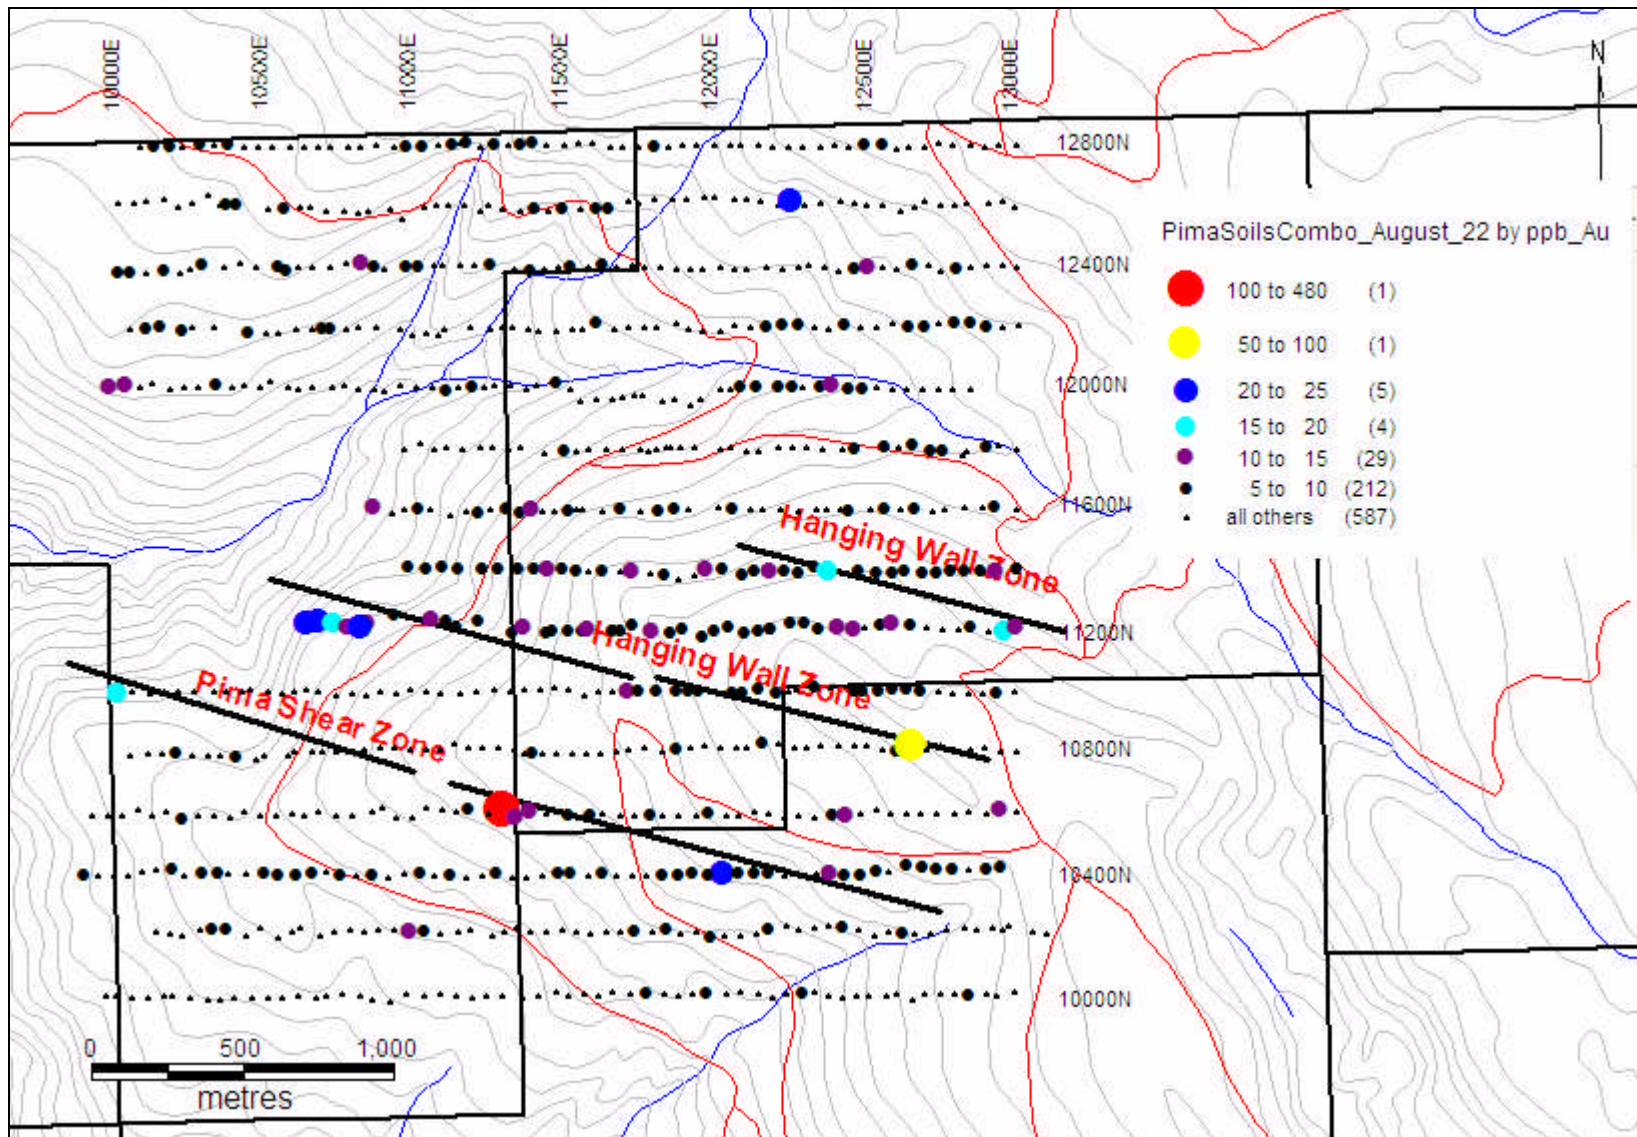 10000E
10500E
11000E
11500E
12000E
12500E
13000E
N
12800N
PimaSoilsCombo_August_22 by ppb_Au
12400N
100 to 480 (1)
50 to 100 (1)
12000N
20 to 25 (5)
15 to 20 (4)
10 to 15 (29)
5 to 10 (212)
11600N
all others (587)
Hanging Wall Zone
11200N
Hanging Wall Zone
Pima Shear Zone
10800N
10400N
10000N
0 500 1,000
metres